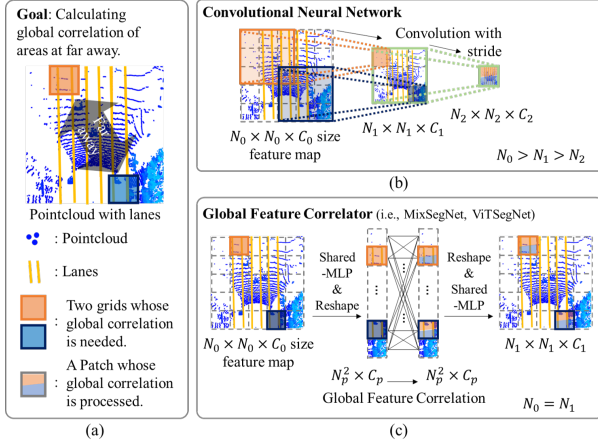 Goal: Calculating
global correlation of
areas at far away.
Far
away
Pointcloud with lanes
: Pointcloud
: Lanes
Two grids whose
: global correlation
is needed.
A Patch whose
: global correlation
is processed.
(a)
Convolutional Neural Network
Convolution with
stride
N₀ × N₀ × C₀ size
feature map
N₁ × N₁ × C₁
N₂ × N₂ × C₂
N₀ > N₁ > N₂
(b)
Global Feature Correlator (i.e., MixSegNet, ViTSegNet)
Shared
-MLP
&
Reshape
Reshape
&
Shared
-MLP
N₀ × N₀ × C₀ size
feature map
Nₚ² × Cₚ → Nₚ² × Cₚ
Global Feature Correlation
N₁ × N₁ × C₁
N₀ = N₁
(c)